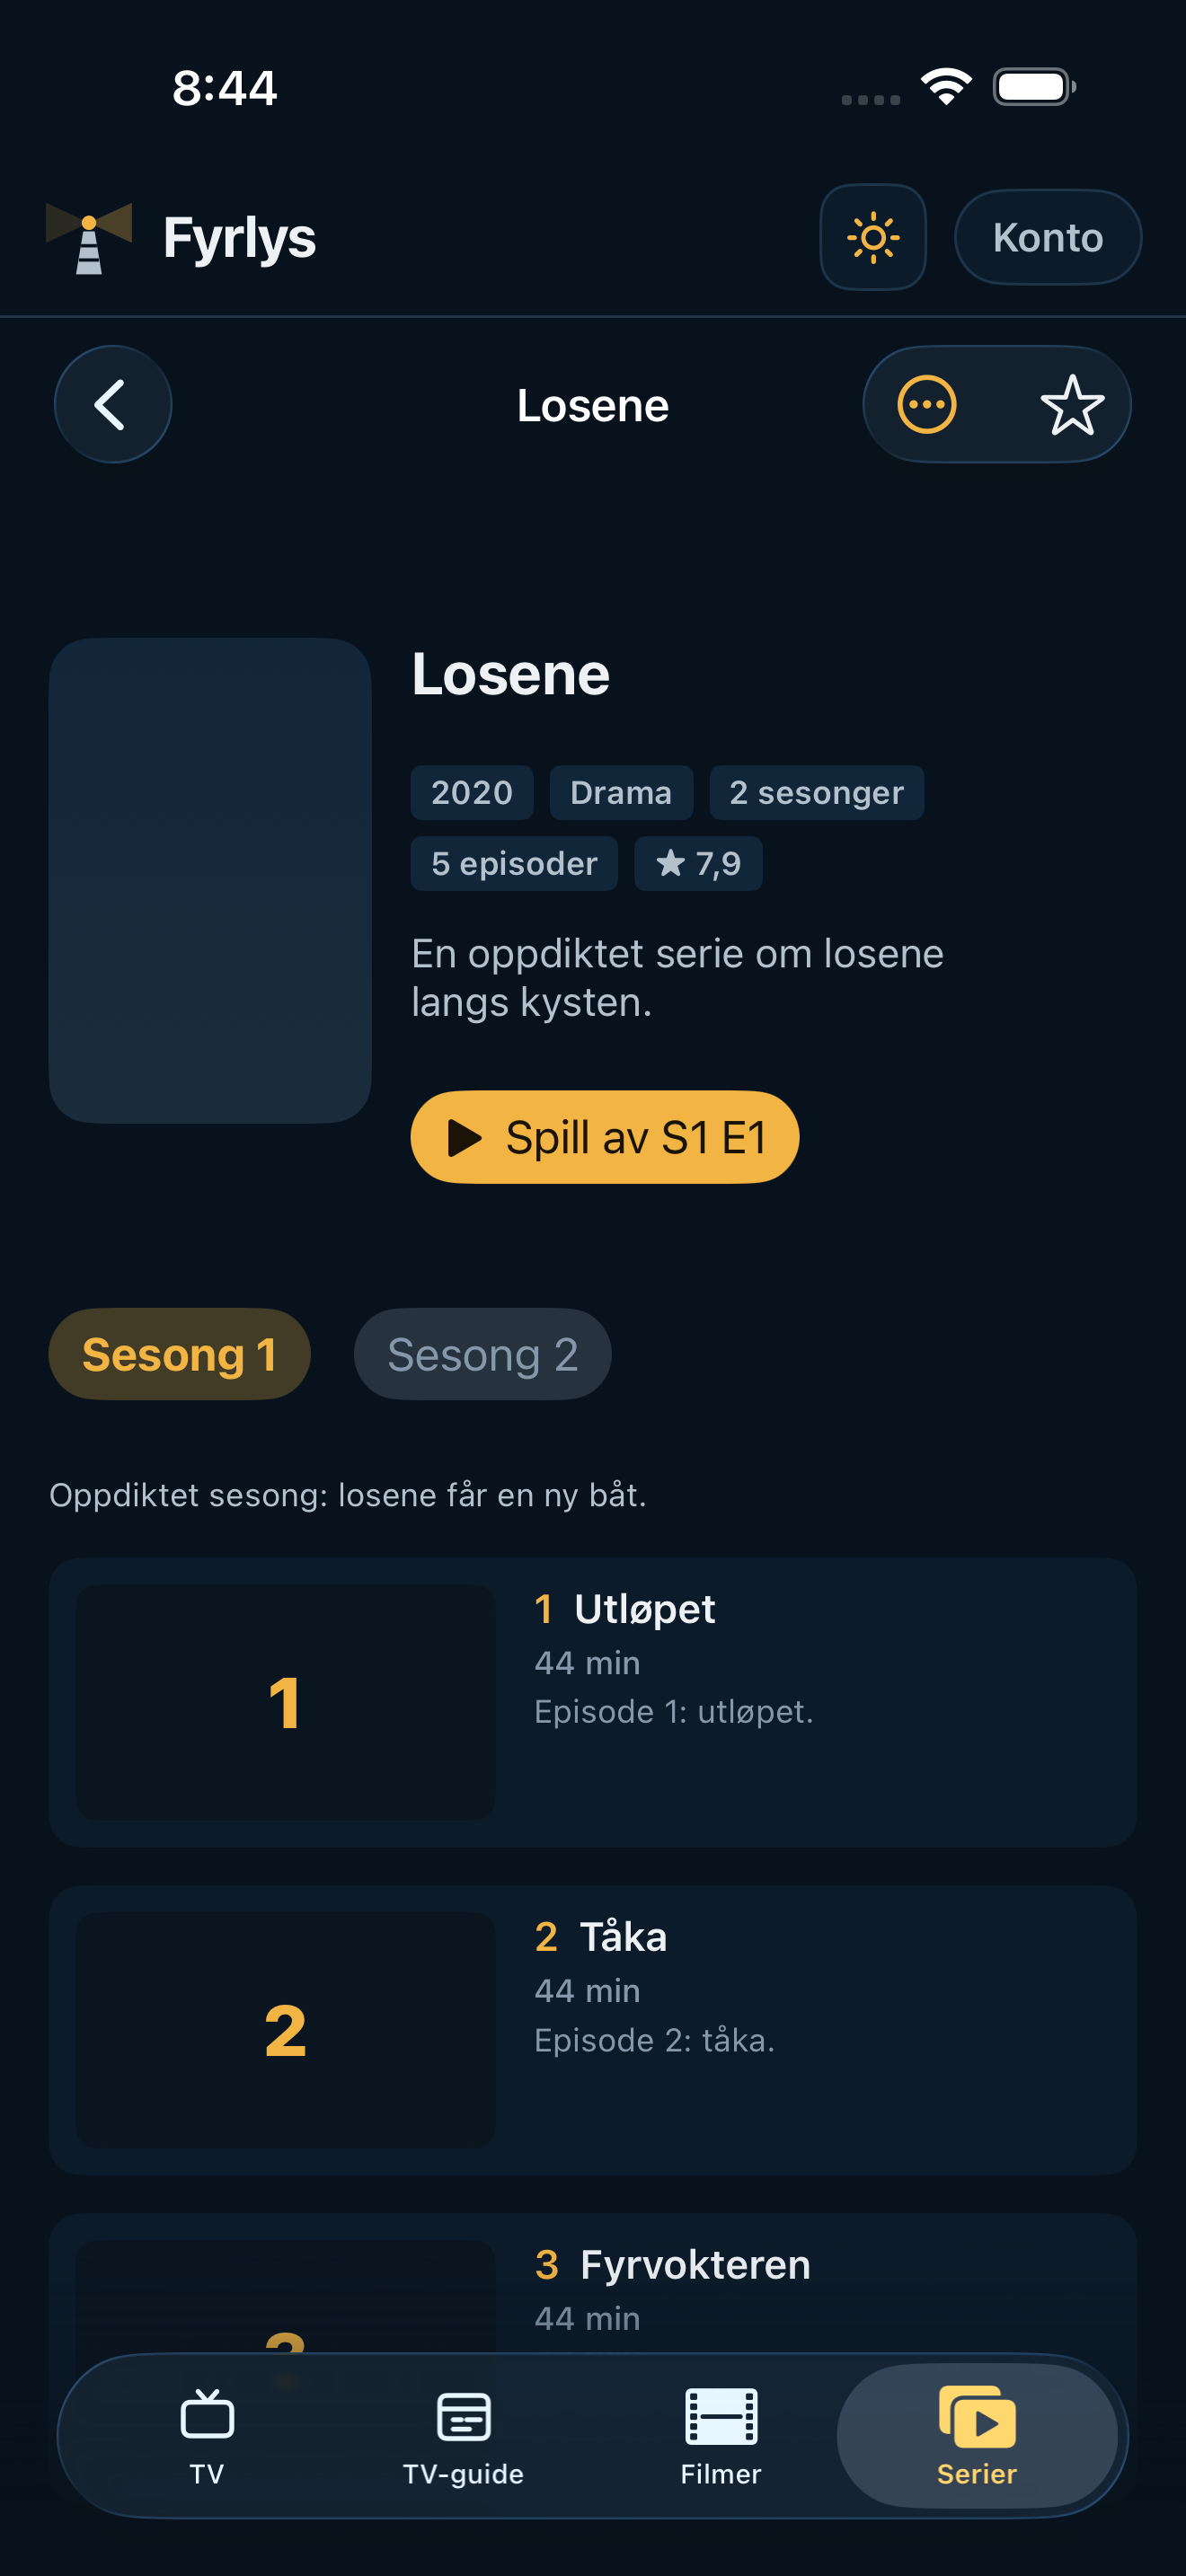 8:44
Fyrlys
Konto
Losene
Losene
2020
Drama
2 sesonger
5 episoder
7,9
En oppdiktet serie om losene
langs kysten.
Spill av S1 E1
Sesong 1
Sesong 2
Oppdiktet sesong: losene får en ny båt.
1
1 Utløpet
44 min
Episode 1: utløpet.
2
2 Tåka
44 min
Episode 2: tåka.
3 Fyrvokteren
44 min
TV
TV-guide
Filmer
Serier